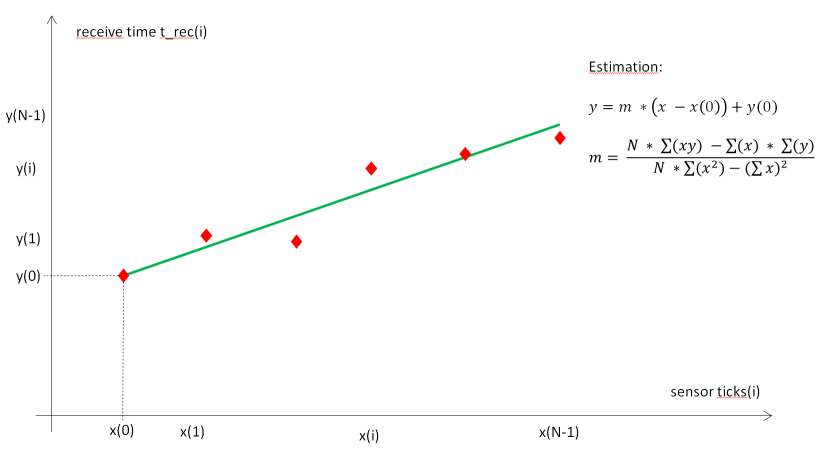 receive time t_rec(i)
Estimation:
y = m ∗ (x − x(0)) + y(0)
m = (N ∗ ∑(xy) − ∑(x) ∗ ∑(y)) / (N ∗ ∑(x²) − (∑ x)²)
y(N-1)
y(i)
y(1)
y(0)
sensor ticks(i)
x(0) x(1) x(i) x(N-1)